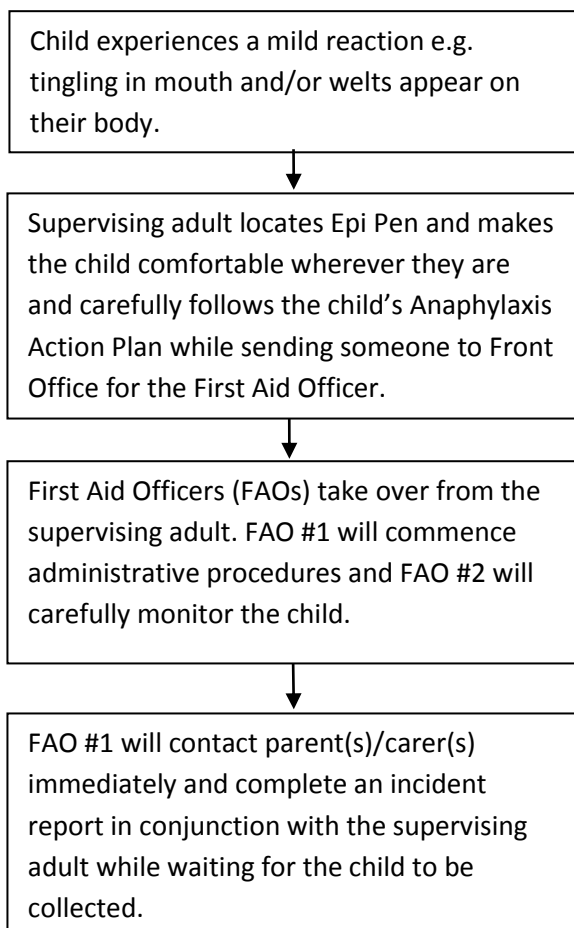 Child experiences a mild reaction e.g.
tingling in mouth and/or welts appear on
their body.
Supervising adult locates Epi Pen and makes
the child comfortable wherever they are
and carefully follows the child’s Anaphylaxis
Action Plan while sending someone to Front
Office for the First Aid Officer.
First Aid Officers (FAOs) take over from the
supervising adult. FAO #1 will commence
administrative procedures and FAO #2 will
carefully monitor the child.
FAO #1 will contact parent(s)/carer(s)
immediately and complete an incident
report in conjunction with the supervising
adult while waiting for the child to be
collected.